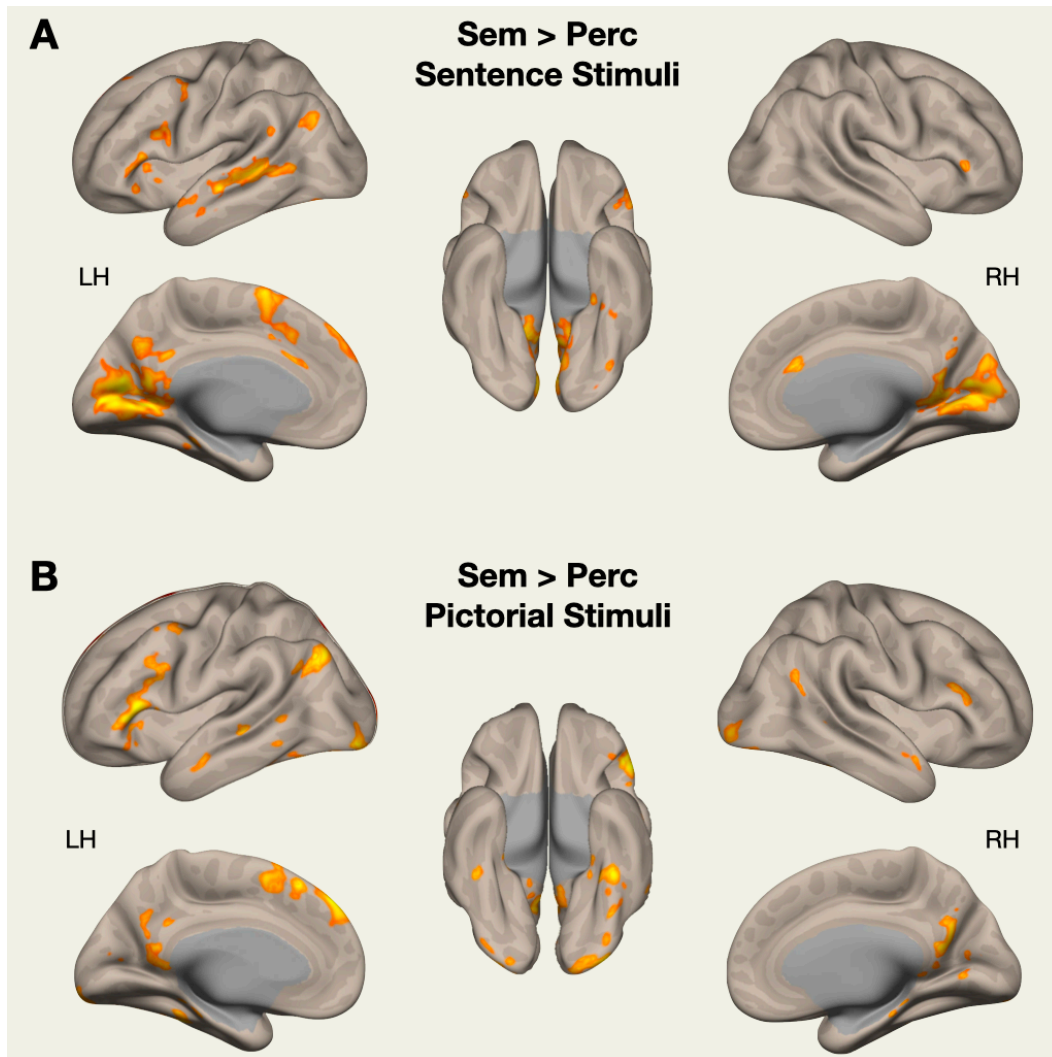 A
Sem > Perc
Sentence Stimuli
LH
RH
B
Sem > Perc
Pictorial Stimuli
LH
RH